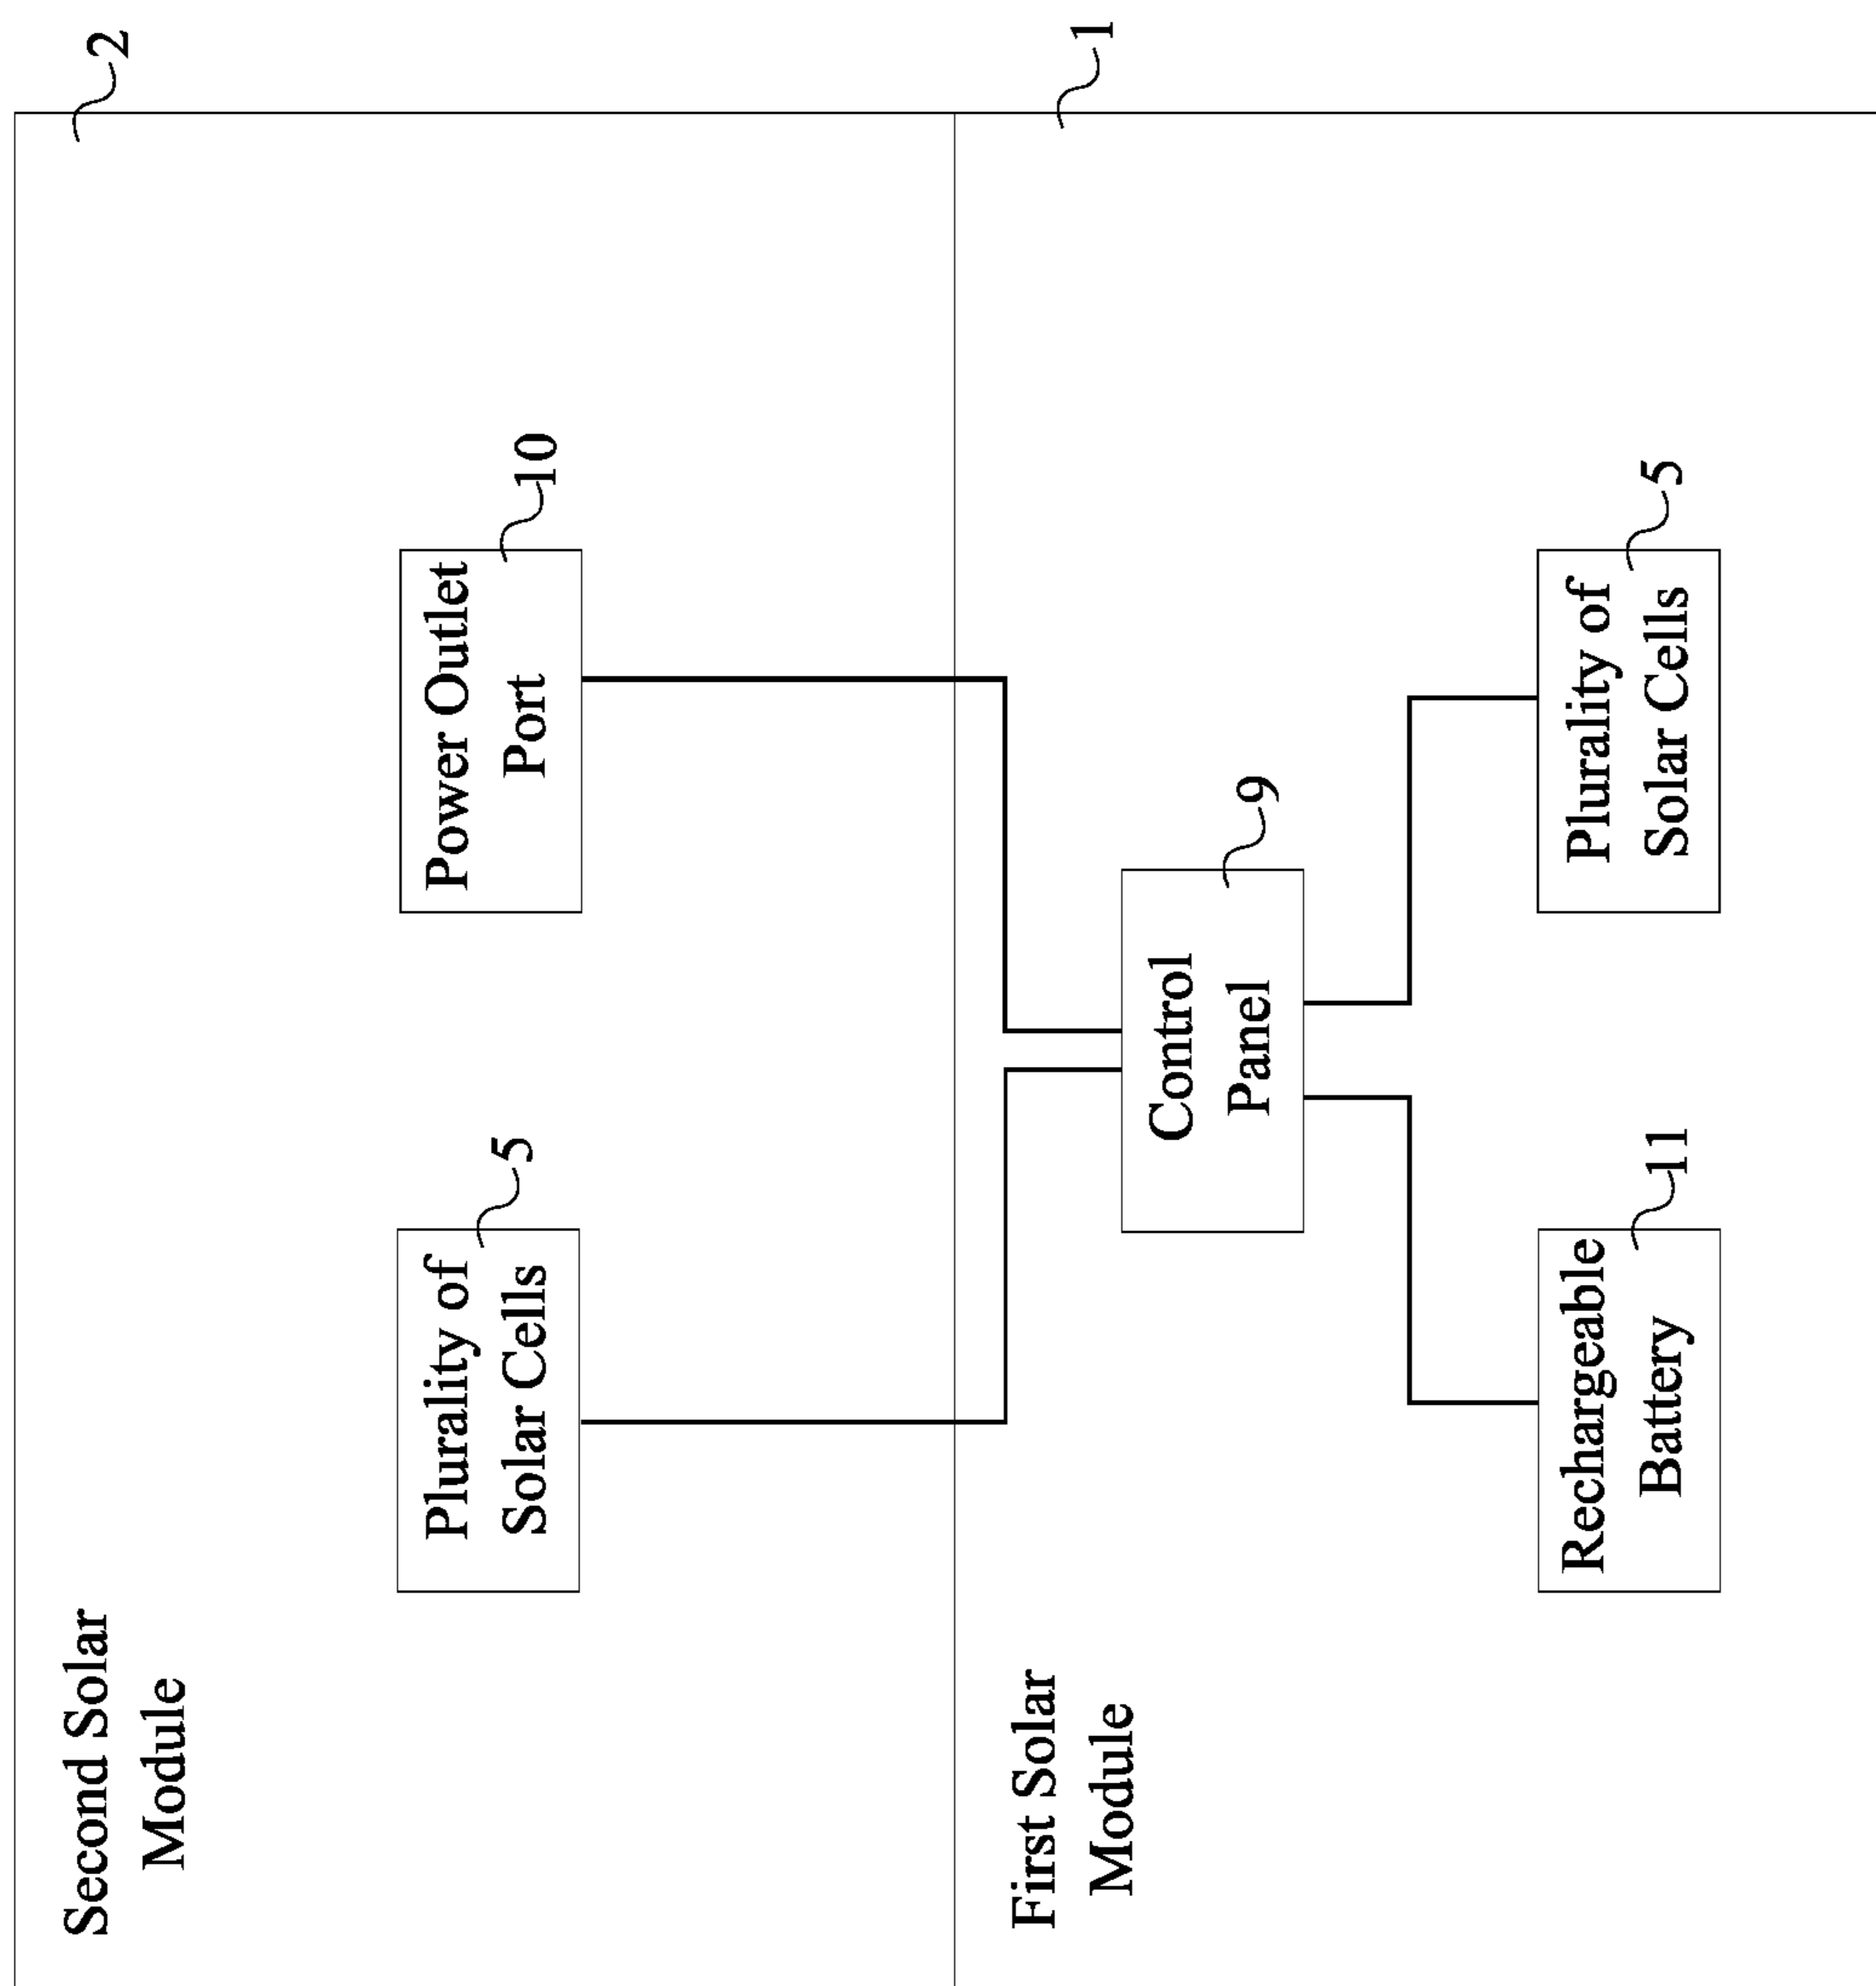 Second Solar
Module
2
Plurality of
Solar Cells
5
Power Outlet
Port
10
First Solar
Module
1
Control
Panel
9
Rechargeable
Battery
11
Plurality of
Solar Cells
5